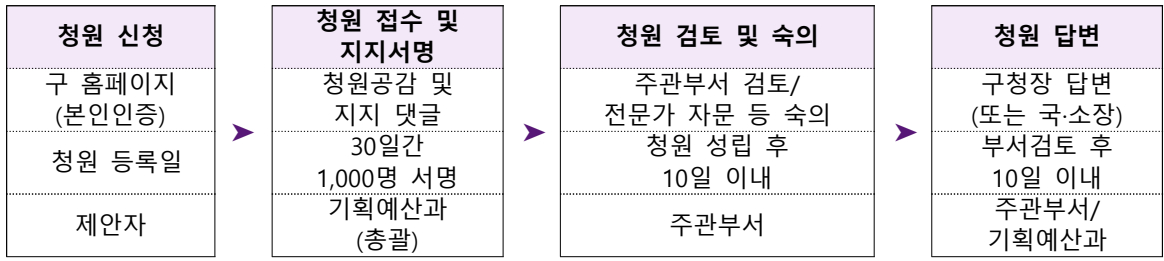 청원 신청
구 홈페이지
(본인인증)
청원 등록일
제안자
청원 접수 및
지지서명
청원공감 및
지지 댓글
30일간
1,000명 서명
기획예산과
(총괄)
청원 검토 및 숙의
주관부서 검토/
전문가 자문 등 숙의
청원 성립 후
10일 이내
주관부서
청원 답변
구청장 답변
(또는 국·소장)
부서검토 후
10일 이내
주관부서/
기획예산과